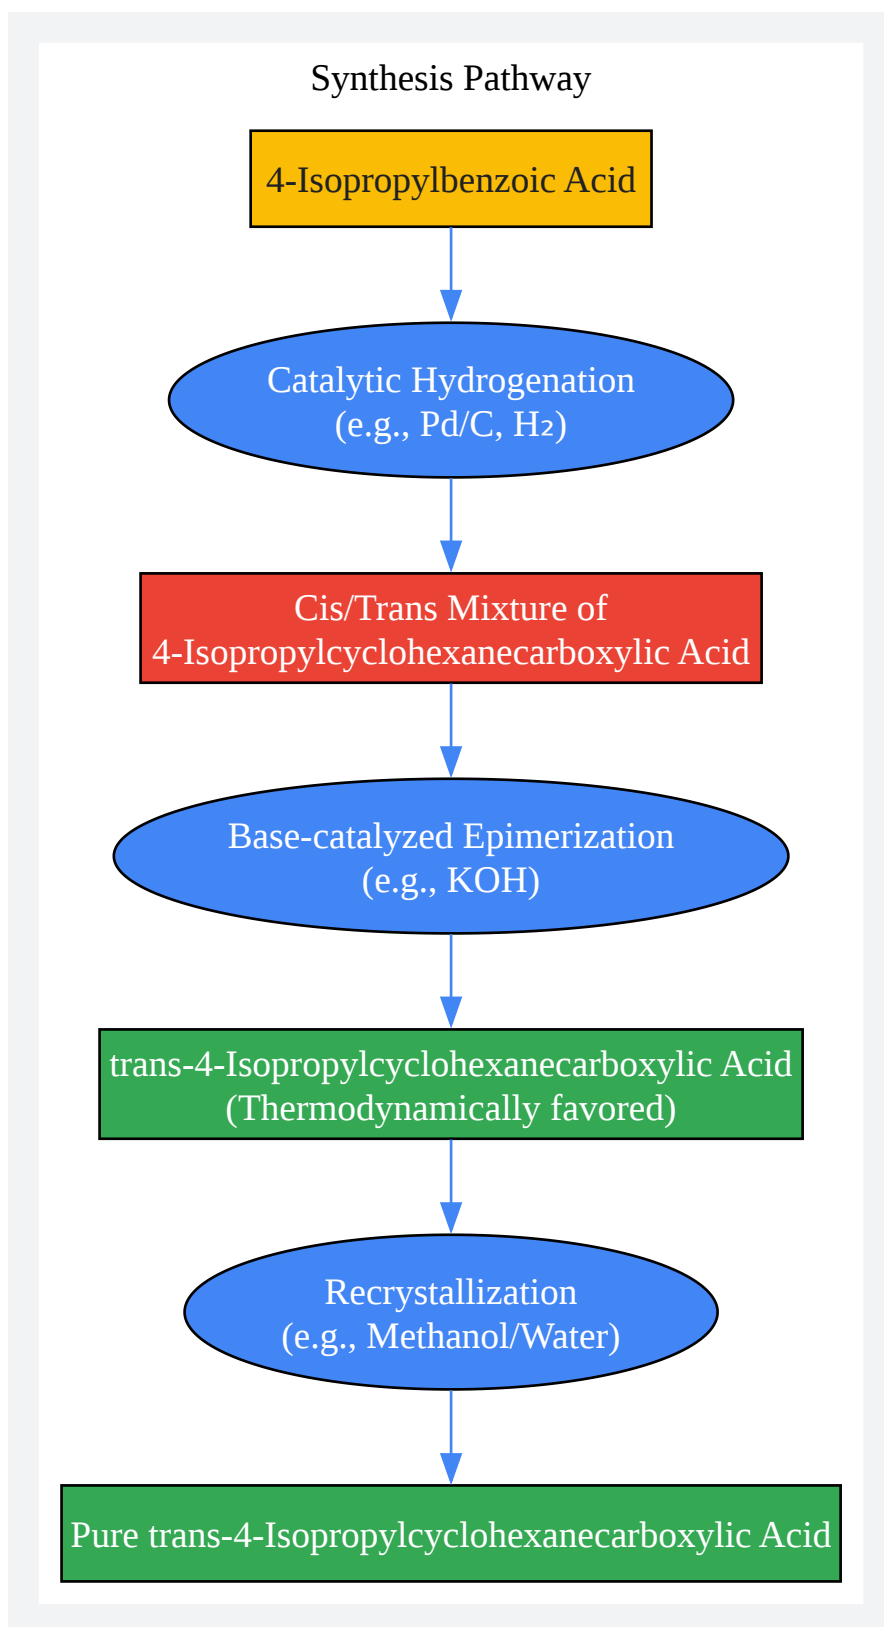 Synthesis Pathway
4-Isopropylbenzoic Acid
Catalytic Hydrogenation
(e.g., Pd/C, H₂)
Cis/Trans Mixture of
4-Isopropylcyclohexanecarboxylic Acid
Base-catalyzed Epimerization
(e.g., KOH)
trans-4-Isopropylcyclohexanecarboxylic Acid
(Thermodynamically favored)
Recrystallization
(e.g., Methanol/Water)
Pure trans-4-Isopropylcyclohexanecarboxylic Acid